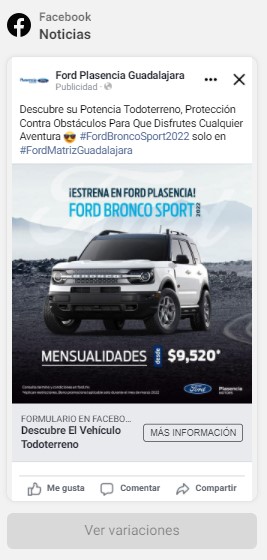 Facebook
Noticias
Ford Plasencia Guadalajara
Publicidad
Descubre su Potencia Todoterreno, Protección
Contra Obstáculos Para Que Disfrutes Cualquier
Aventura 😎 #FordBroncoSport2022 solo en
#FordMatrizGuadalajara
¡ESTRENA EN FORD PLASENCIA!
FORD BRONCO SPORT 2022
MENSUALIDADES desde $9,520*
Ford Plasencia
FORMULARIO EN FACEBO...
Descubre El Vehículo
Todoterreno
MÁS INFORMACIÓN
Me gusta Comentar Compartir
Ver variaciones